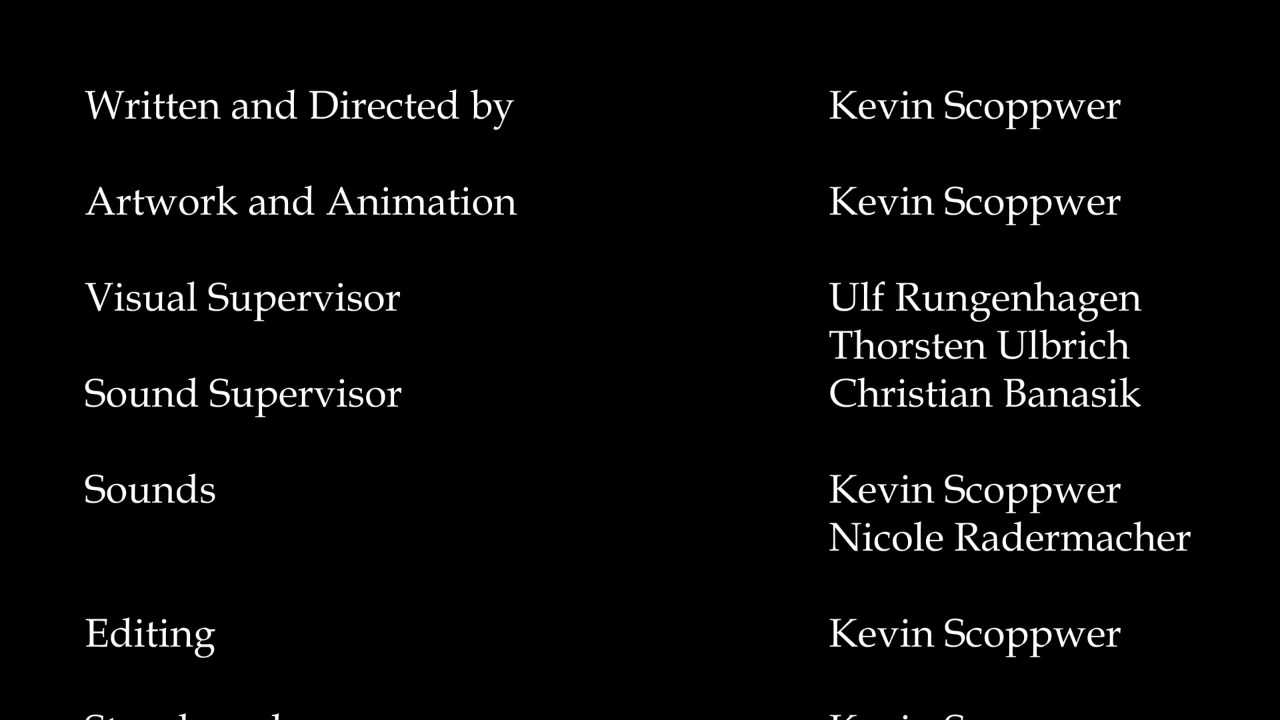 Written and Directed by Kevin Scoppwer
Artwork and Animation Kevin Scoppwer
Visual Supervisor Ulf Rungenhagen
Thorsten Ulbrich
Sound Supervisor Christian Banasik
Sounds Kevin Scoppwer
Nicole Radermacher
Editing Kevin Scoppwer